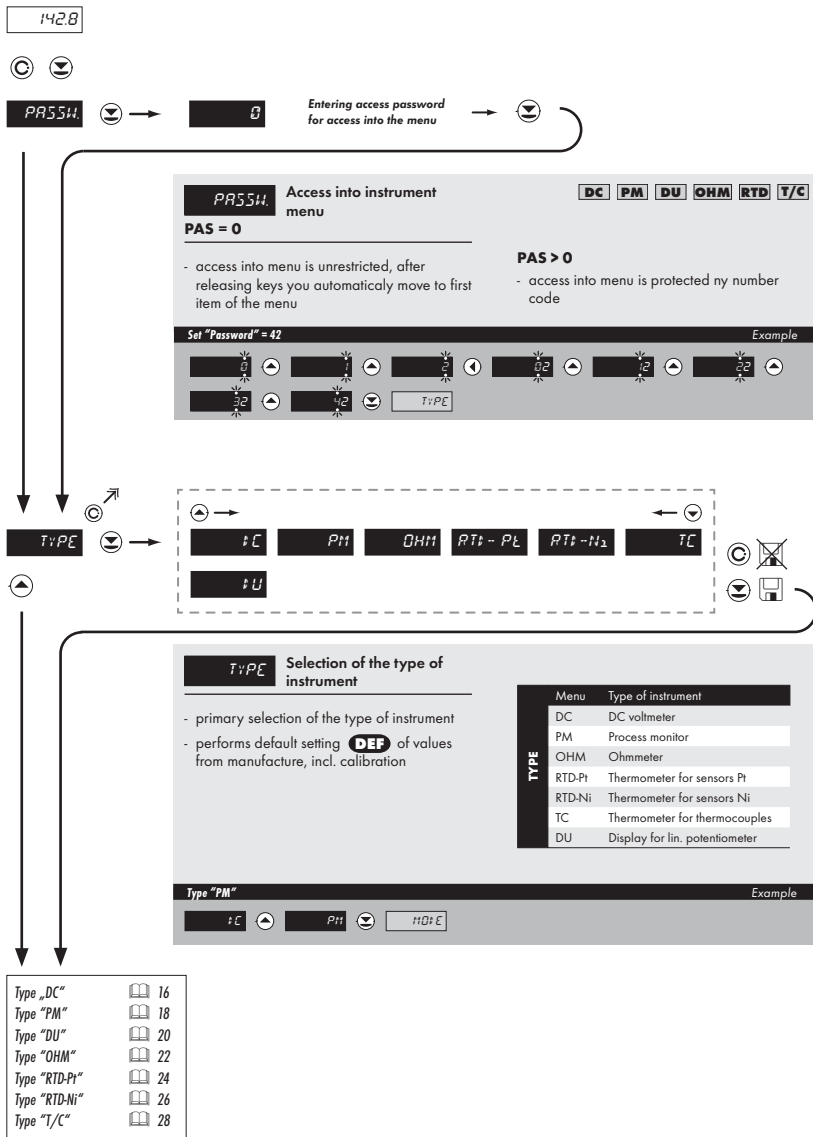 142.8
PASSW.
0
Entering access password
for access into the menu
PASSW.
Access into instrument
menu
DC PM DU OHM RTD T/C
PAS = 0
- access into menu is unrestricted, after
releasing keys you automaticaly move to first
item of the menu
PAS > 0
- access into menu is protected ny number
code
Set "Password" = 42
Example
0 1 2 02 12 22
32 42 TYPE
TYPE
DC PM OHM RTD-Pt RTD-Ni TC
DU
TYPE
Selection of the type of
instrument
- primary selection of the type of instrument
- performs default setting DEF of values
from manufacture, incl. calibration
TYPE
Menu Type of instrument
DC DC voltmeter
PM Process monitor
OHM Ohmmeter
RTD-Pt Thermometer for sensors Pt
RTD-Ni Thermometer for sensors Ni
TC Thermometer for thermocouples
DU Display for lin. potentiometer
Type "PM"
Example
DC PM MODE
Type „DC“ 16
Type "PM" 18
Type "DU" 20
Type "OHM" 22
Type "RTD-Pt" 24
Type "RTD-Ni" 26
Type "T/C" 28